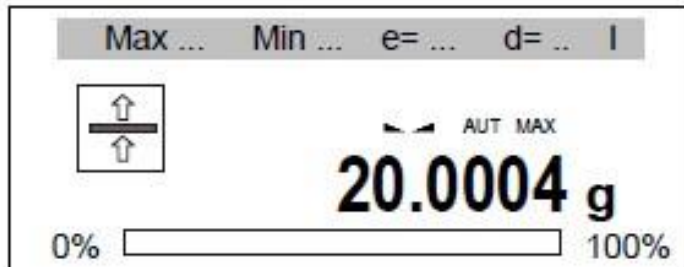 Max ... Min ... e= ... d= .. I
AUT MAX
20.0004 g
0% 100%